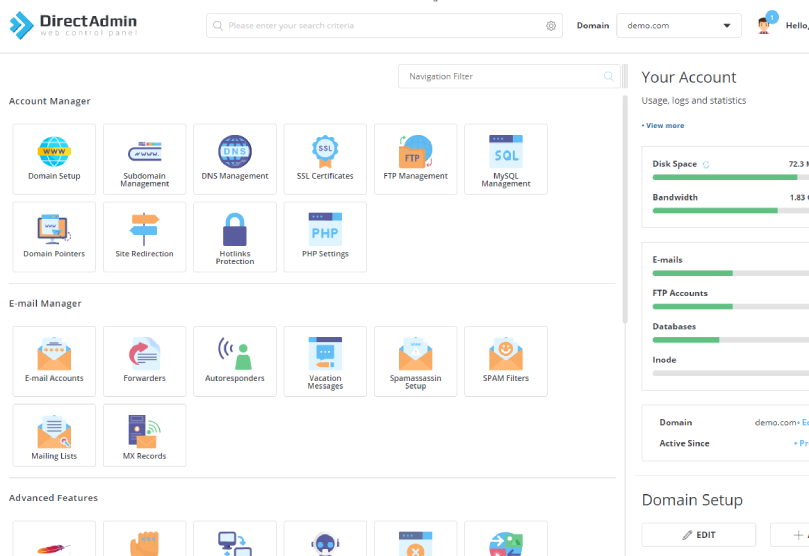 DirectAdmin
web control panel
Please enter your search criteria
Domain
demo.com
1
Hello,
Navigation Filter
Account Manager
WWW
Domain Setup
Subdomain
Management
DNS
DNS Management
SSL
SSL Certificates
FTP
FTP Management
SQL
MySQL
Management
WWW
Domain Pointers
Site Redirection
Hotlinks
Protection
PHP
PHP Settings
E-mail Manager
E-mail Accounts
Forwarders
Autoresponders
Vacation
Messages
Spamassassin
Setup
SPAM Filters
Mailing Lists
MX Records
Advanced Features
Your Account
Usage, logs and statistics
• View more
Disk Space
72.3
Bandwidth
1.83
E-mails
FTP Accounts
Databases
Inode
Domain
demo.com
Active Since
Domain Setup
EDIT